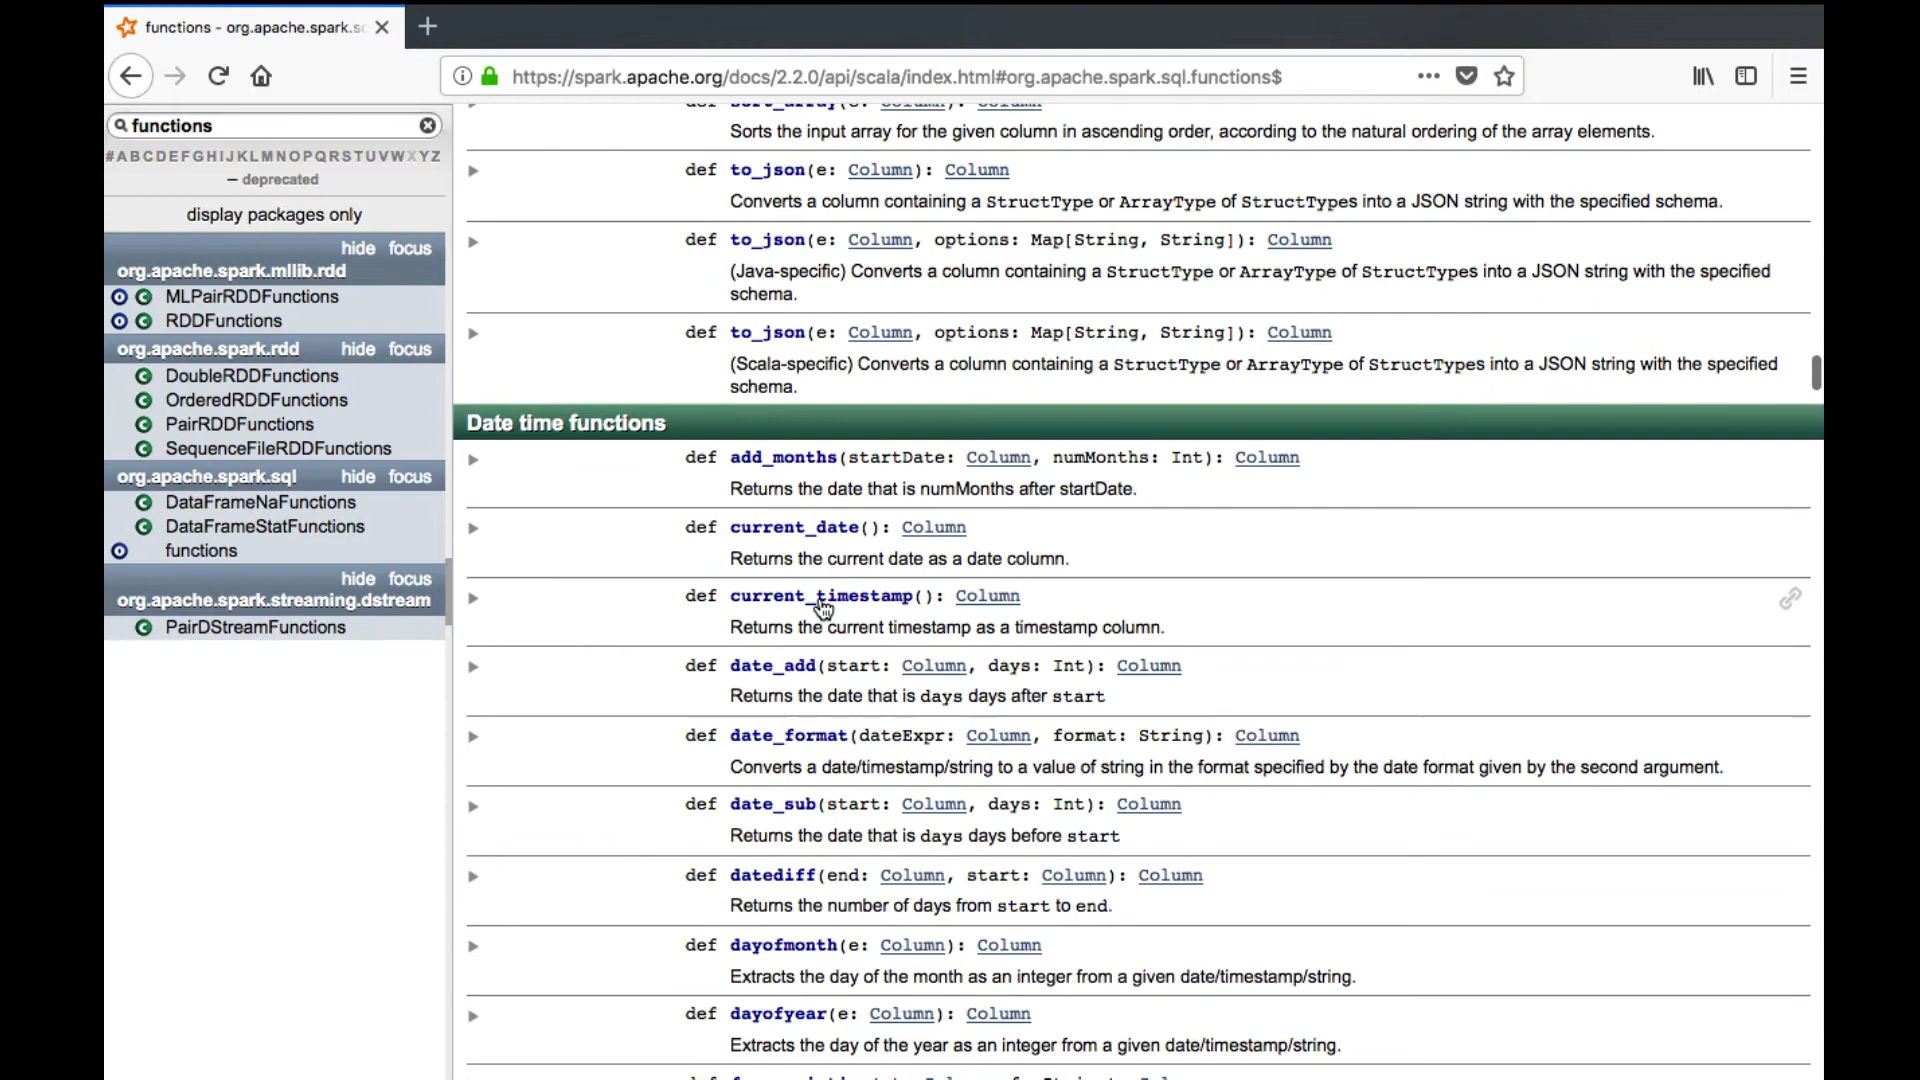 functions - org.apache.spark.sq
https://spark.apache.org/docs/2.2.0/api/scala/index.html#org.apache.spark.sql.functions$
functions
#ABCDEFGHIJKLMNOPQRSTUVWXYZ
– deprecated
display packages only
hide focus
org.apache.spark.mllib.rdd
MLPairRDDFunctions
RDDFunctions
org.apache.spark.rdd hide focus
DoubleRDDFunctions
OrderedRDDFunctions
PairRDDFunctions
SequenceFileRDDFunctions
org.apache.spark.sql hide focus
DataFrameNaFunctions
DataFrameStatFunctions
functions
hide focus
org.apache.spark.streaming.dstream
PairDStreamFunctions
def sort_array(e: Column): Column
Sorts the input array for the given column in ascending order, according to the natural ordering of the array elements.
def to_json(e: Column): Column
Converts a column containing a StructType or ArrayType of StructTypes into a JSON string with the specified schema.
def to_json(e: Column, options: Map[String, String]): Column
(Java-specific) Converts a column containing a StructType or ArrayType of StructTypes into a JSON string with the specified
schema.
def to_json(e: Column, options: Map[String, String]): Column
(Scala-specific) Converts a column containing a StructType or ArrayType of StructTypes into a JSON string with the specified
schema.
Date time functions
def add_months(startDate: Column, numMonths: Int): Column
Returns the date that is numMonths after startDate.
def current_date(): Column
Returns the current date as a date column.
def current_timestamp(): Column
Returns the current timestamp as a timestamp column.
def date_add(start: Column, days: Int): Column
Returns the date that is days days after start
def date_format(dateExpr: Column, format: String): Column
Converts a date/timestamp/string to a value of string in the format specified by the date format given by the second argument.
def date_sub(start: Column, days: Int): Column
Returns the date that is days days before start
def datediff(end: Column, start: Column): Column
Returns the number of days from start to end.
def dayofmonth(e: Column): Column
Extracts the day of the month as an integer from a given date/timestamp/string.
def dayofyear(e: Column): Column
Extracts the day of the year as an integer from a given date/timestamp/string.